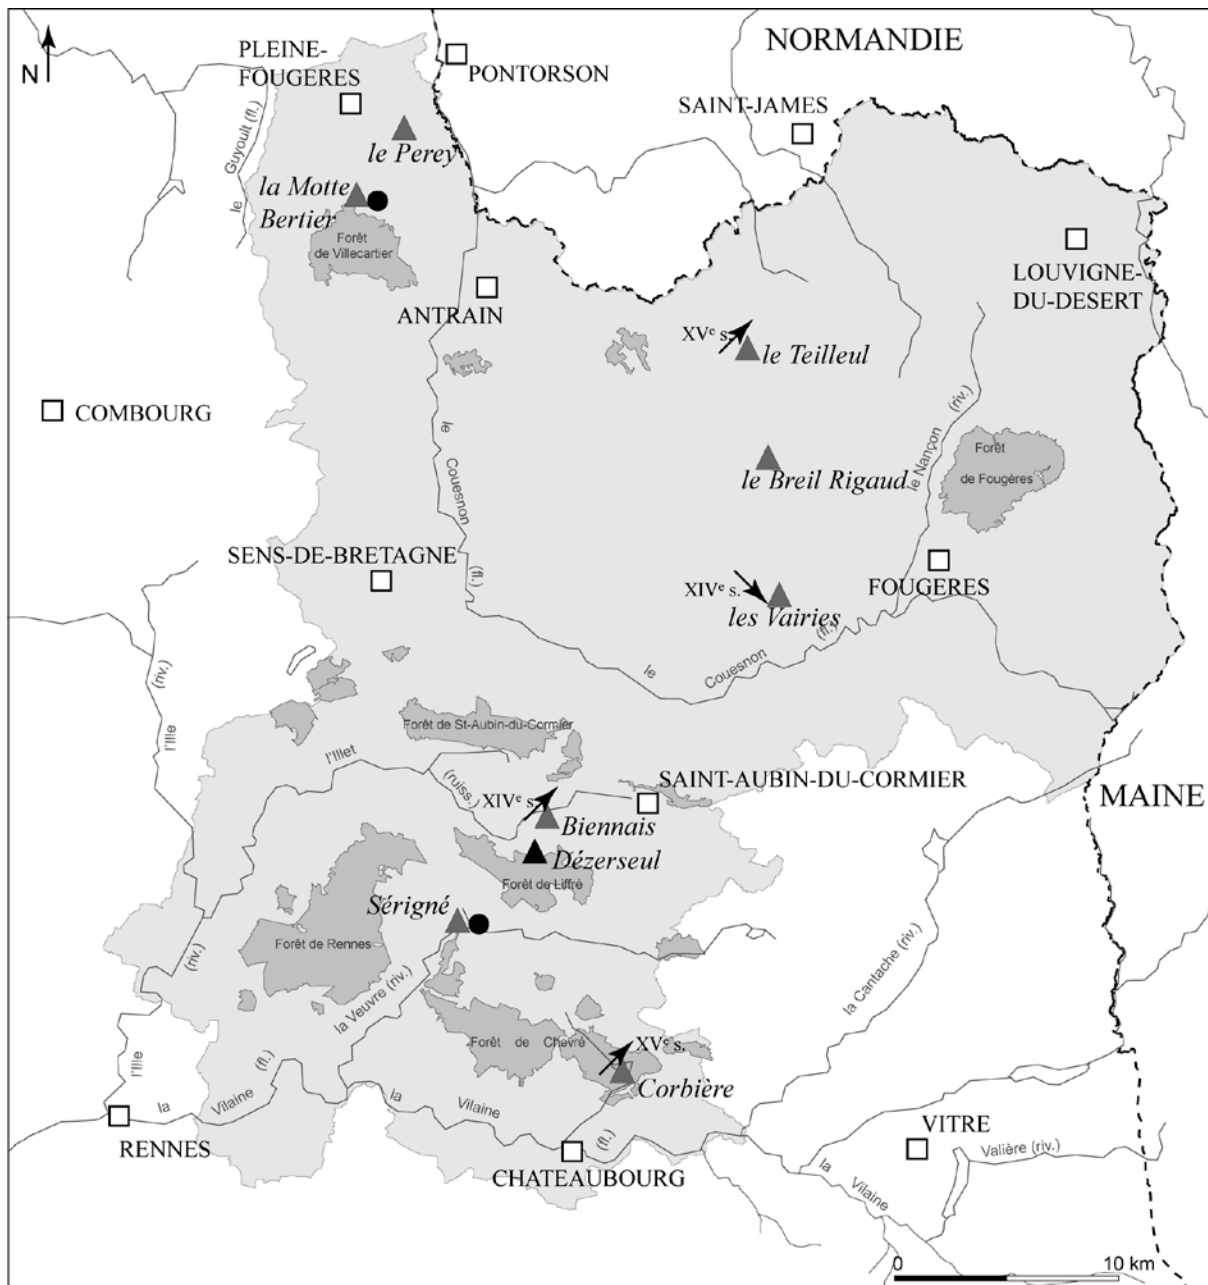 NORMANDIE
PLEINE-
FOUGERES
PONTORSON
N
SAINT-JAMES
le Guyoult (fl.)
le Perey
la Motte
Bertier
Forêt
de Villecartier
LOUVIGNE-
DU-DESERT
ANTRAIN
XVe s.
le Teilleul
COMBOURG
le Couesnon (fl.)
le Nançon (riv.)
Forêt
de Fougères
le Breil Rigaud
SENS-DE-BRETAGNE
FOUGERES
XIVe s.
les Vairies
le Couesnon (fl.)
l'Ille (riv.)
Forêt de St-Aubin-du-Cormier
l'Illet (ruiss.)
SAINT-AUBIN-DU-CORMIER
MAINE
XIVe s.
Biennais
Dézerseul
Forêt de Liffré
Sérigné
Forêt de Rennes
la Veuvre (riv.)
la Cantache (riv.)
Forêt de Chevré
XVe s.
Corbière
l'Ille (riv.)
la Vilaine (fl.)
la Vilaine (fl.)
RENNES
VITRE
Valière (riv.)
CHATEAUBOURG
la Vilaine
0 10 km